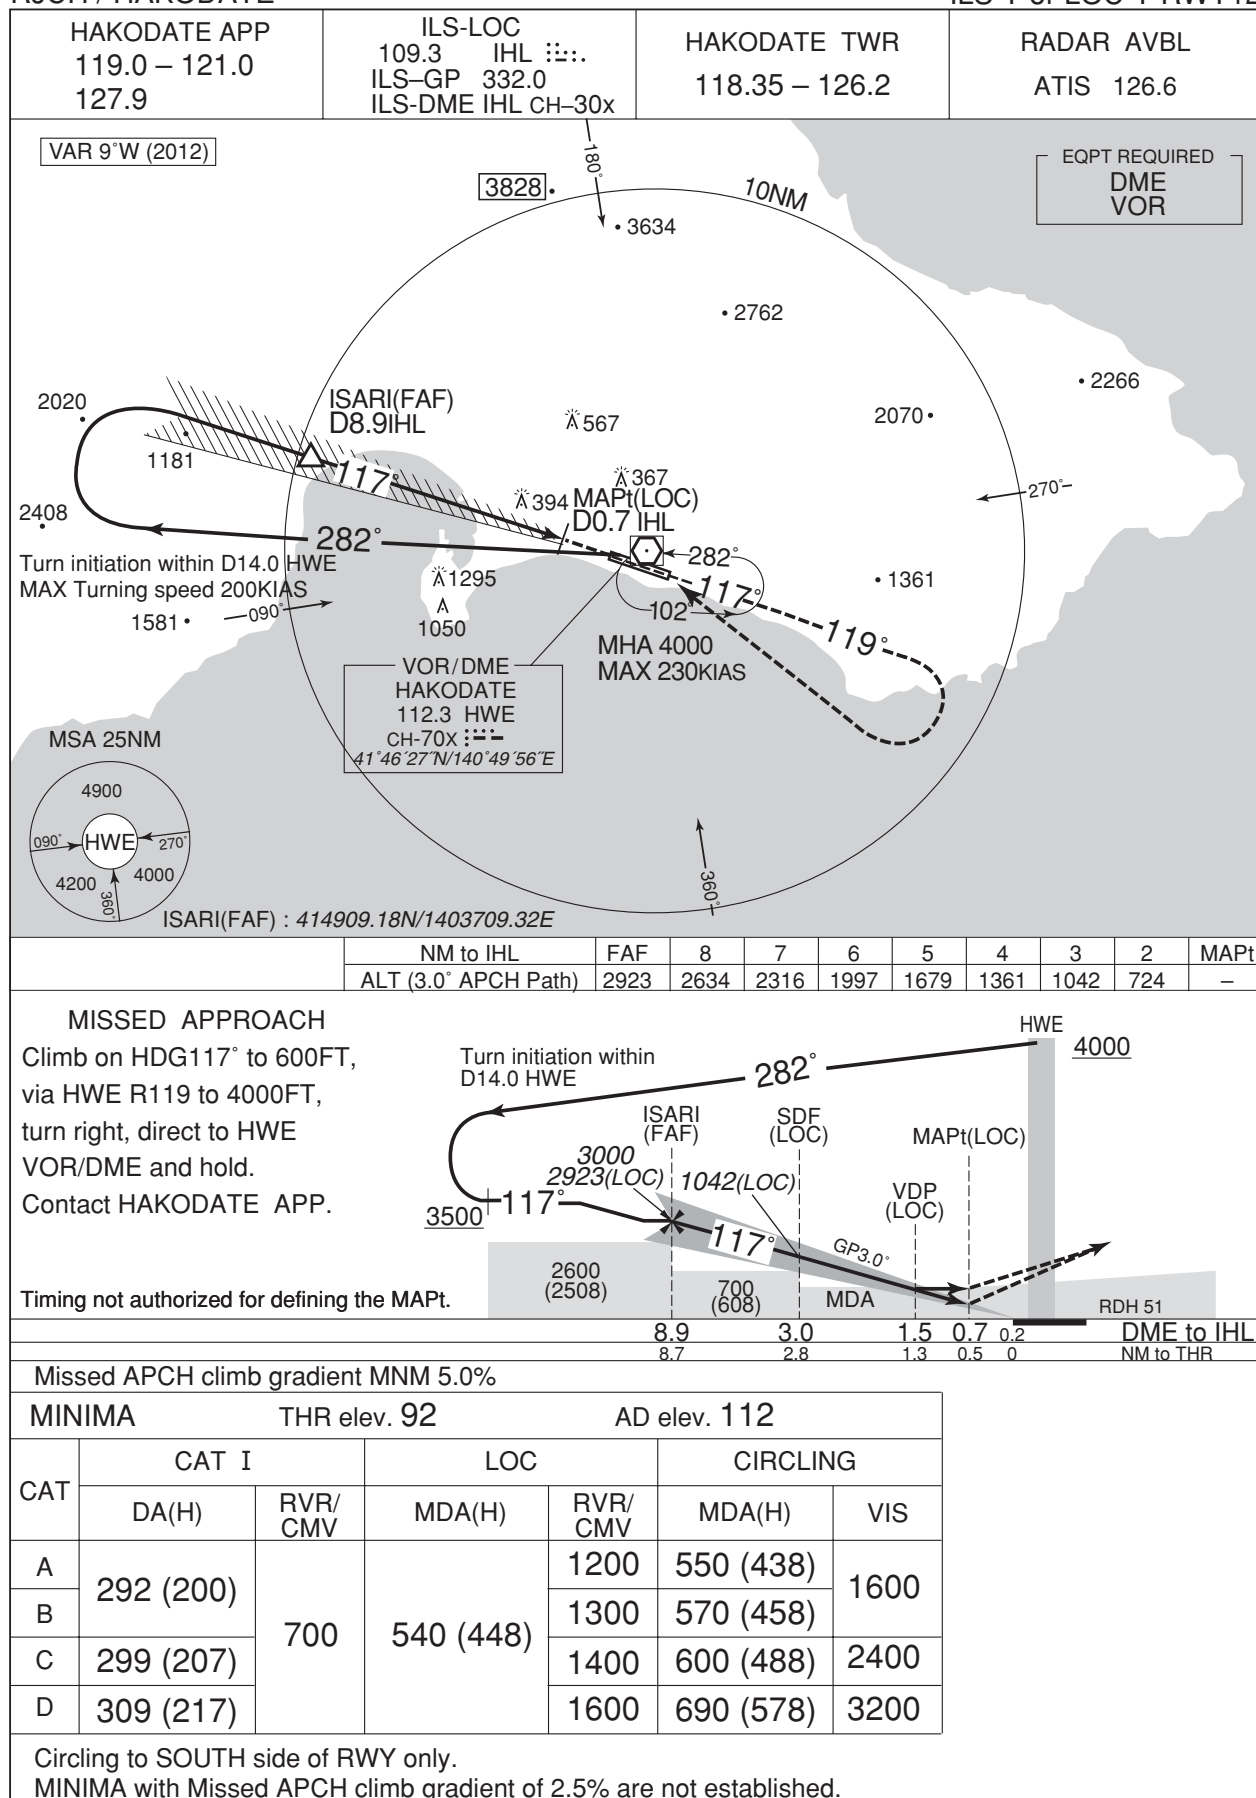 HAKODATE APP
119.0 – 121.0
127.9
ILS-LOC
109.3 IHL
ILS–GP 332.0
ILS-DME IHL CH–30X
HAKODATE TWR
118.35 – 126.2
RADAR AVBL
ATIS 126.6
VAR 9°W (2012)
180°
EQPT REQUIRED
DME
VOR
3828
10NM
3634
2762
2266
2020
ISARI(FAF)
D8.9IHL
567
2070
1181
117°
367
394
MAPt(LOC)
D0.7 IHL
270°
2408
282°
282°
Turn initiation within D14.0 HWE
MAX Turning speed 200KIAS
1295
117°
1361
1581
090°
1050
102°
119°
MHA 4000
MAX 230KIAS
VOR/DME
HAKODATE
112.3 HWE
CH-70X
41°46´27˝N/140°49´56˝E
MSA 25NM
4900
090°
HWE
270°
4200
4000
360°
360°
ISARI(FAF) : 414909.18N/1403709.32E
NM to IHL FAF 8 7 6 5 4 3 2 MAPt
ALT (3.0° APCH Path) 2923 2634 2316 1997 1679 1361 1042 724 –
MISSED APPROACH
Climb on HDG117° to 600FT,
via HWE R119 to 4000FT,
turn right, direct to HWE
VOR/DME and hold.
Contact HAKODATE APP.
Timing not authorized for defining the MAPt.
HWE
4000
Turn initiation within
D14.0 HWE
282°
ISARI
(FAF)
SDF
(LOC)
MAPt(LOC)
3000
2923(LOC)
1042(LOC)
VDP
(LOC)
3500
117°
117°
GP3.0°
2600
(2508)
700
(608)
MDA
RDH 51
8.9 3.0 1.5 0.7 0.2 DME to IHL
8.7 2.8 1.3 0.5 0 NM to THR
Missed APCH climb gradient MNM 5.0%
MINIMA THR elev. 92 AD elev. 112
CAT
CAT I LOC CIRCLING
DA(H) RVR/CMV MDA(H) RVR/CMV MDA(H) VIS
A 292 (200) 700 540 (448) 1200 550 (438) 1600
B 1300 570 (458)
C 299 (207) 1400 600 (488) 2400
D 309 (217) 1600 690 (578) 3200
Circling to SOUTH side of RWY only.
MINIMA with Missed APCH climb gradient of 2.5% are not established.